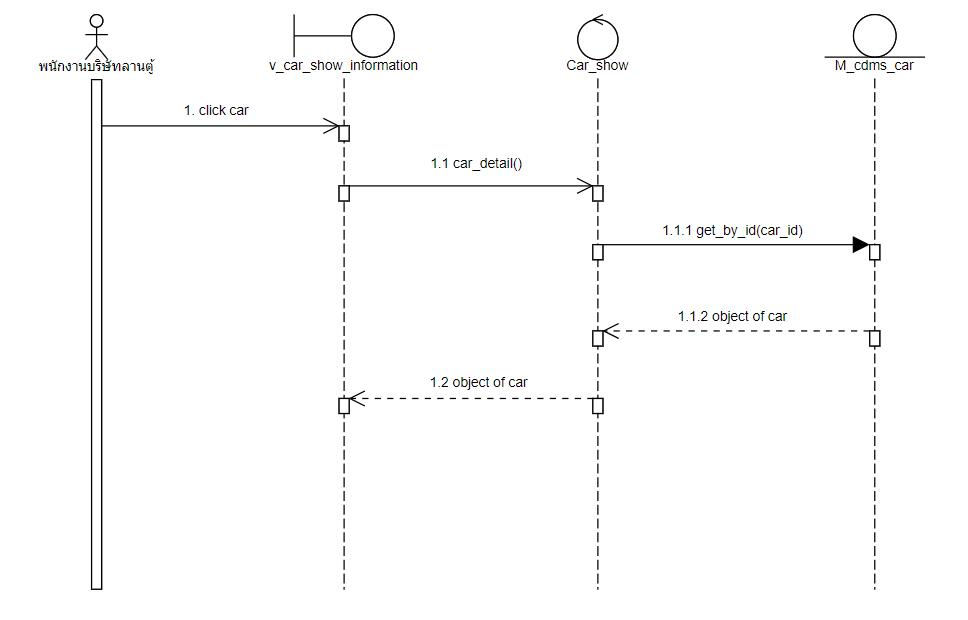 พนักงานบริษัทลานตู้
v_car_show_information
Car_show
M_cdms_car
1. click car
1.1 car_detail()
1.1.1 get_by_id(car_id)
1.1.2 object of car
1.2 object of car